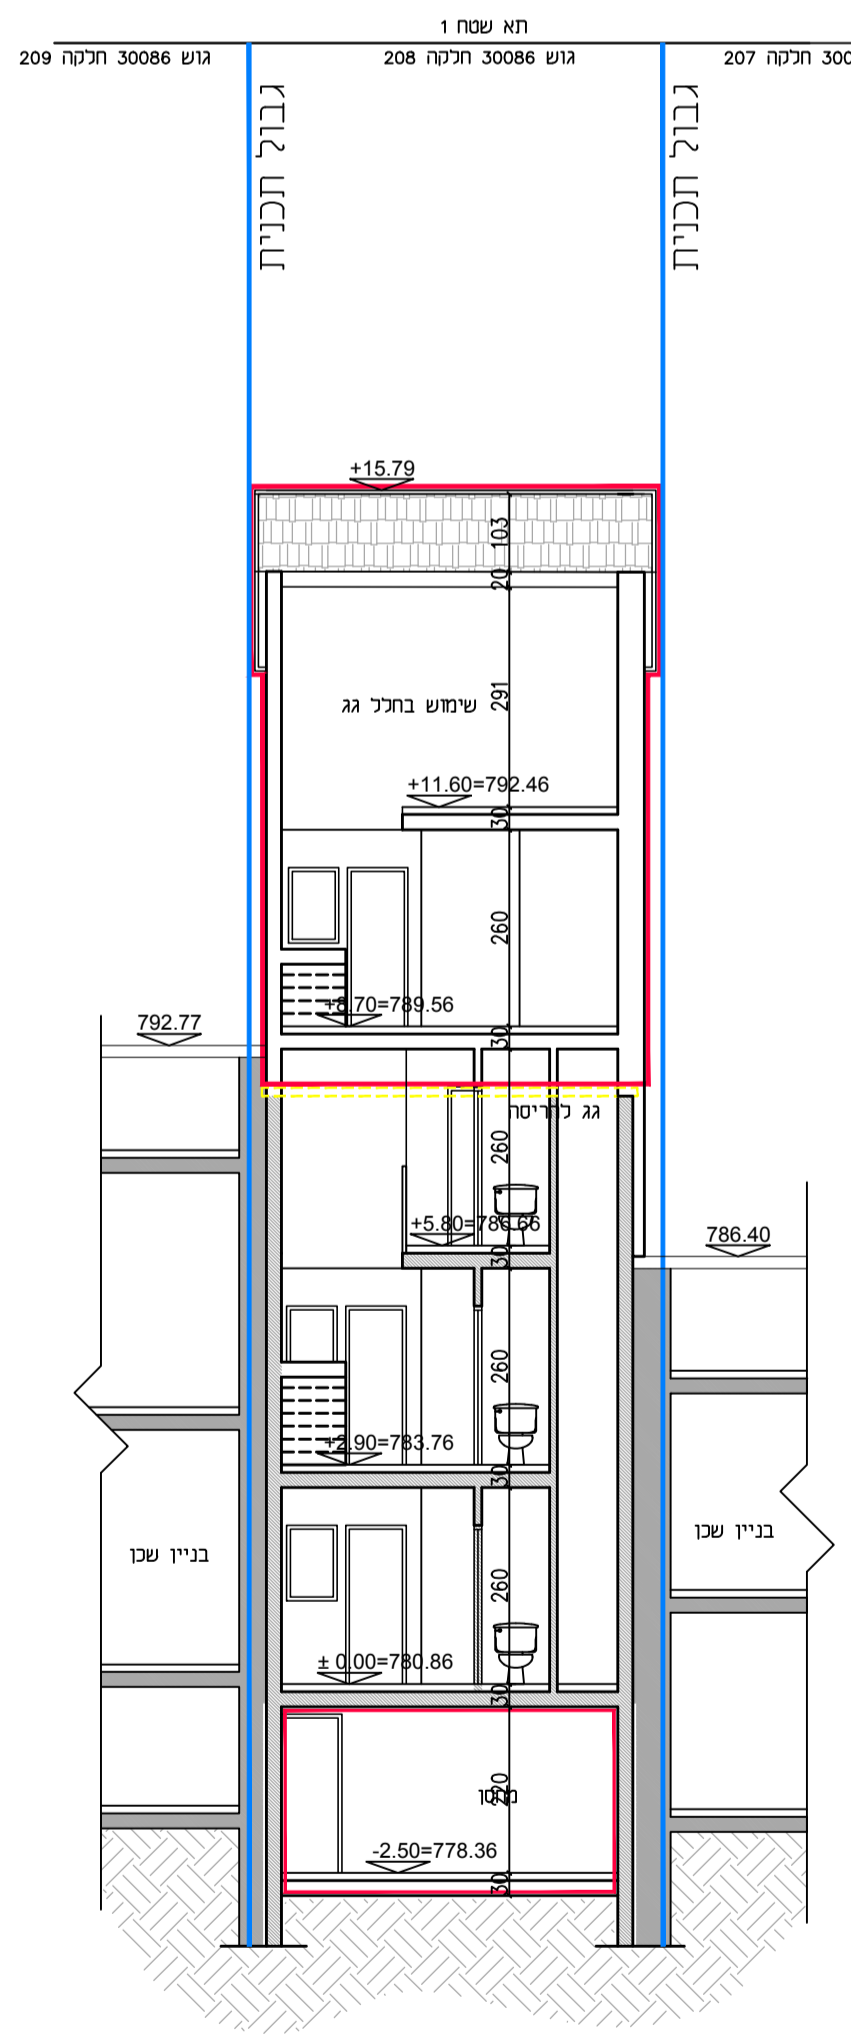 תא שטח 1
גוש 30086 חלקה 209
גוש 30086 חלקה 208
300 חלקה 207
גבול תכנית
גבול תכנית
+15.79
103
20
291
שימוש בחלל גג
+11.60=792.46
30
260
+8.70=789.56
30
792.77
גג להריסה
260
+5.80=786.66
30
786.40
260
+2.90=783.76
30
בניין שכן
בניין שכן
260
± 0.00=780.86
30
220
מחסן
-2.50=778.36
30